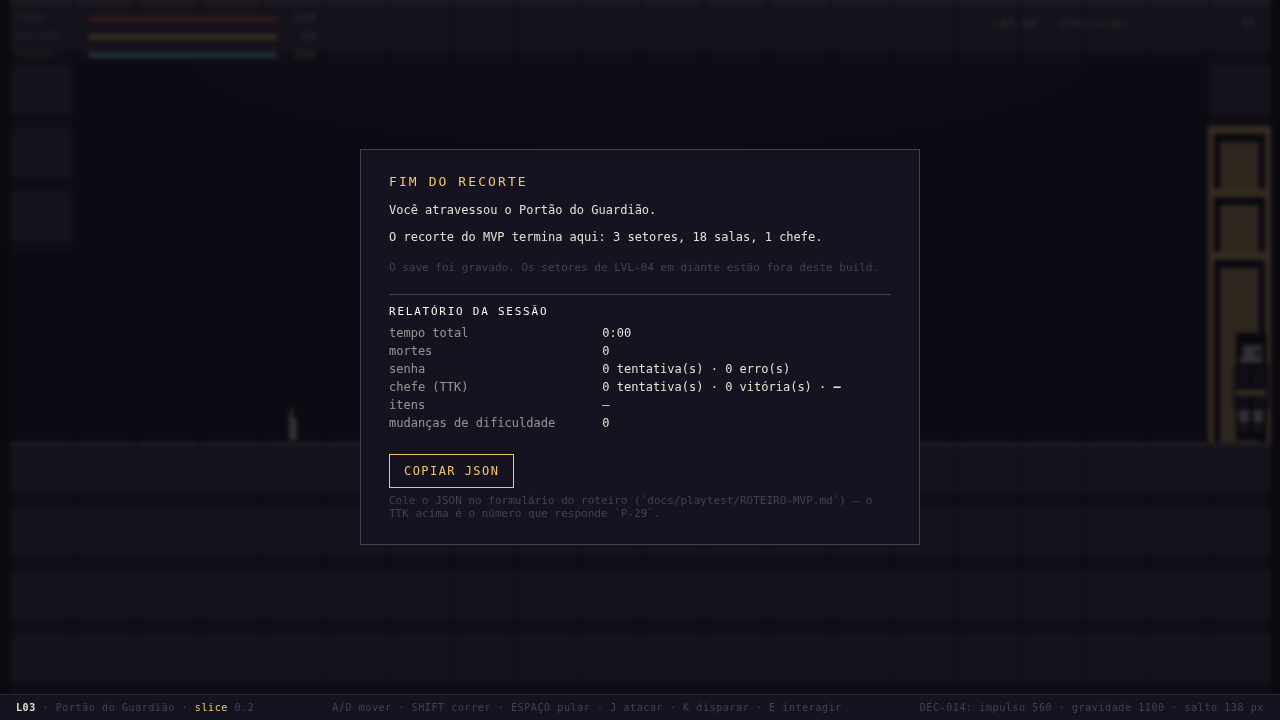 FIM DO RECORTE
Você atravessou o Portão do Guardião.
O recorte do MVP termina aqui: 3 setores, 18 salas, 1 chefe.
O save foi gravado. Os setores de LVL-04 em diante estão fora deste build.
RELATÓRIO DA SESSÃO
tempo total 0:00
mortes 0
senha 0 tentativa(s) · 0 erro(s)
chefe (TTK) 0 tentativa(s) · 0 vitória(s) · —
itens —
mudanças de dificuldade 0
COPIAR JSON
Cole o JSON no formulário do roteiro (`docs/playtest/ROTEIRO-MVP.md`) — o
TTK acima é o número que responde `P-29`.
L03 · Portão do Guardião · slice 0.2
A/D mover · SHIFT correr · ESPAÇO pular · J atacar · K disparar · E interagir
DEC-014: impulso 560 · gravidade 1100 · salto 138 px